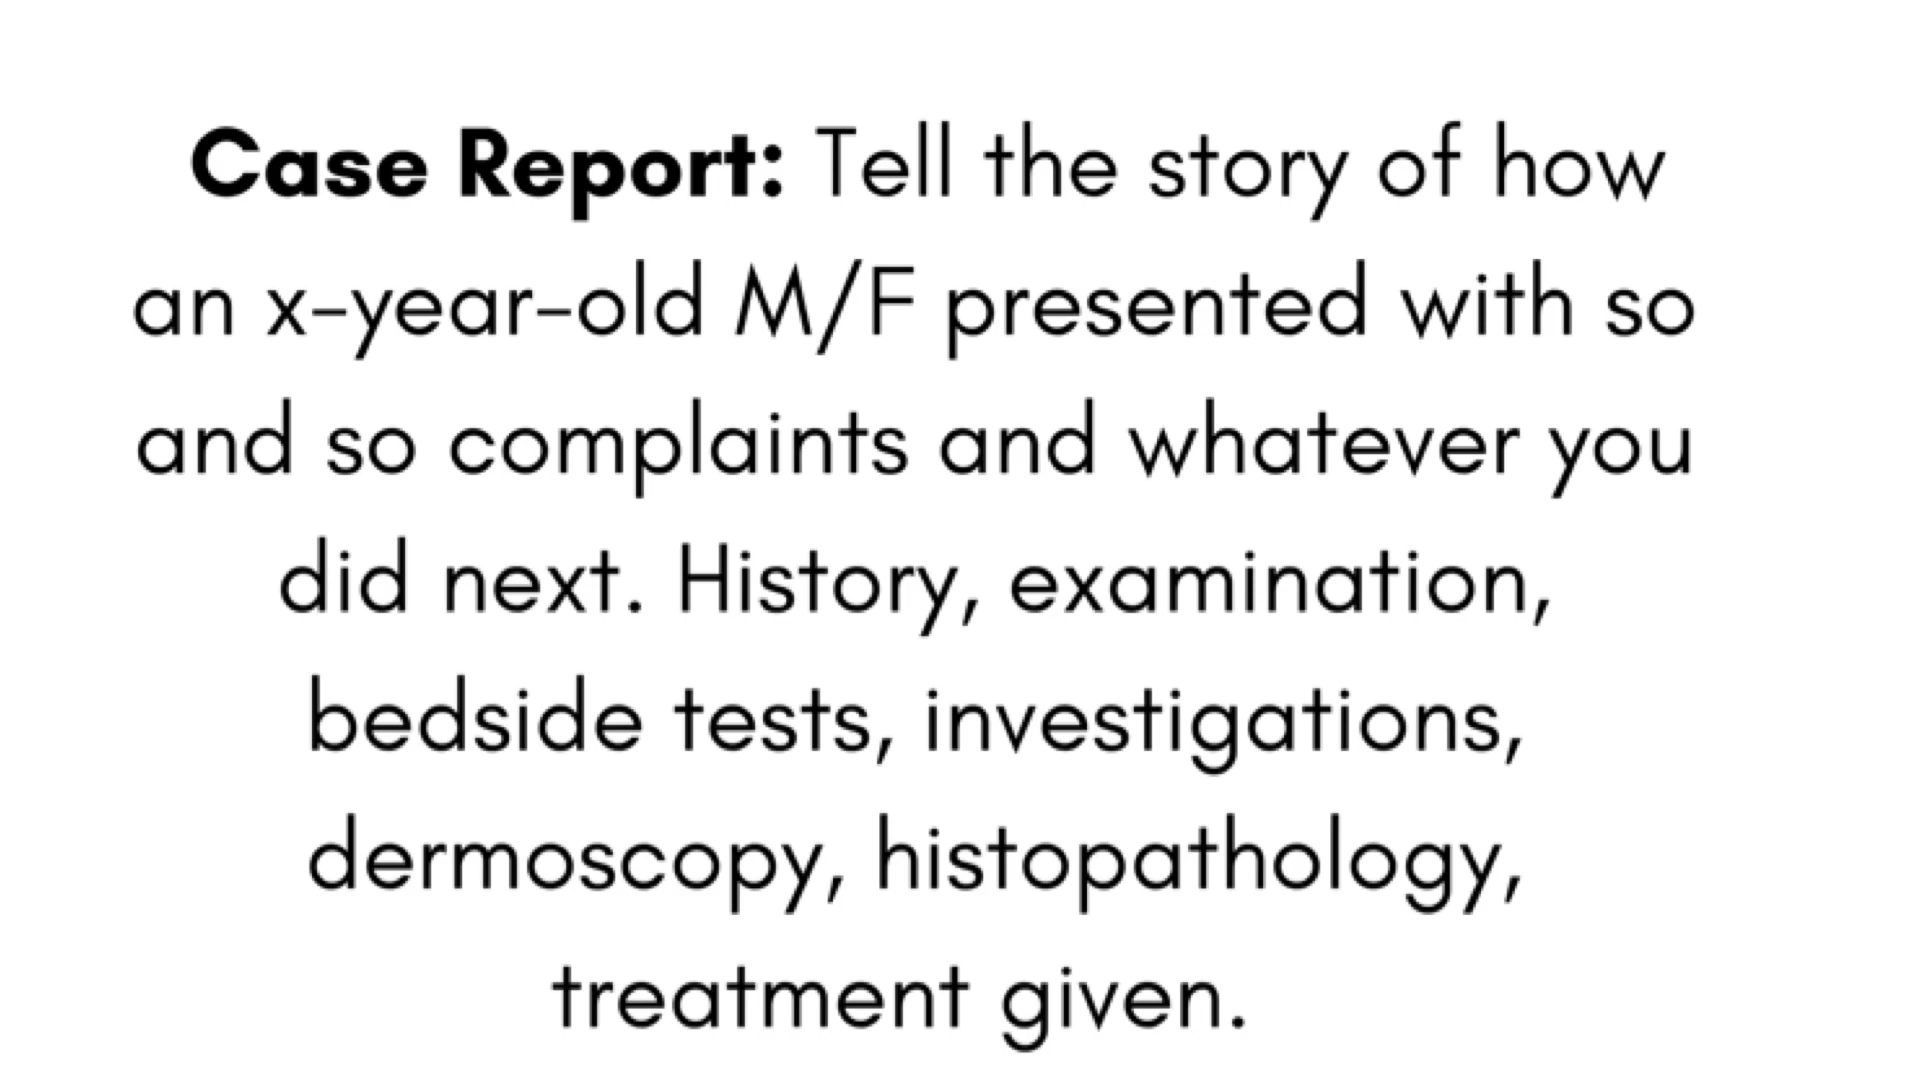 Case Report: Tell the story of how
an x-year-old M/F presented with so
and so complaints and whatever you
did next. History, examination,
bedside tests, investigations,
dermoscopy, histopathology,
treatment given.